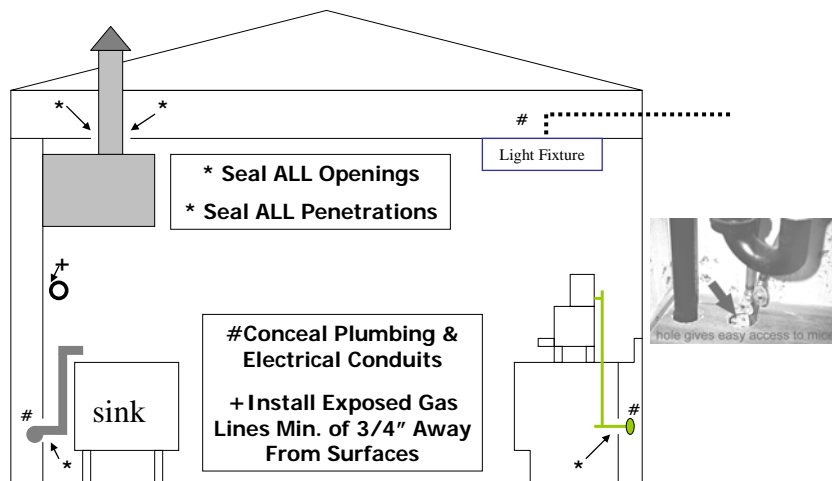 *
*
#
Light Fixture
* Seal ALL Openings
* Seal ALL Penetrations
+
hole gives easy access to mice
#Conceal Plumbing &
Electrical Conduits
+Install Exposed Gas
Lines Min. of 3/4" Away
From Surfaces
#
sink
*
#
*